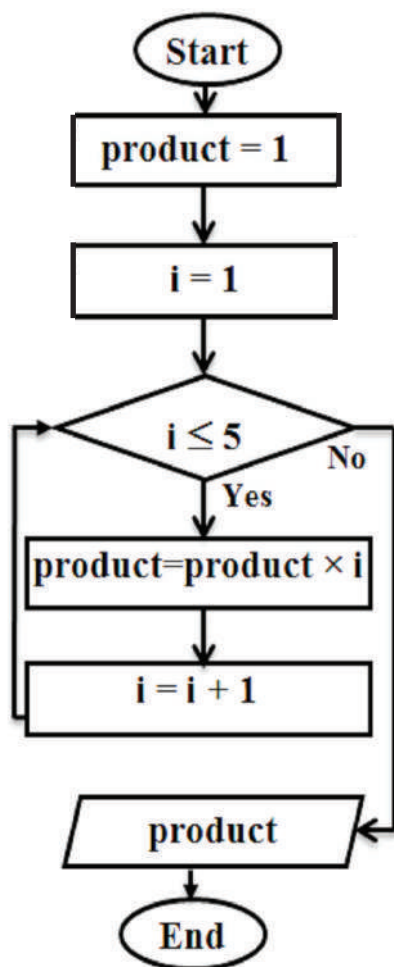 Start
product = 1
i = 1
i ≤ 5
No
Yes
product=product × i
i = i + 1
product
End